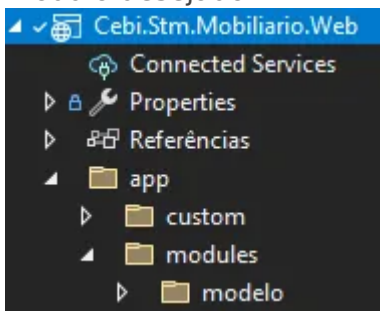 Cebi.Stm.Mobiliario.Web
Connected Services
Properties
Referências
app
custom
modules
modelo